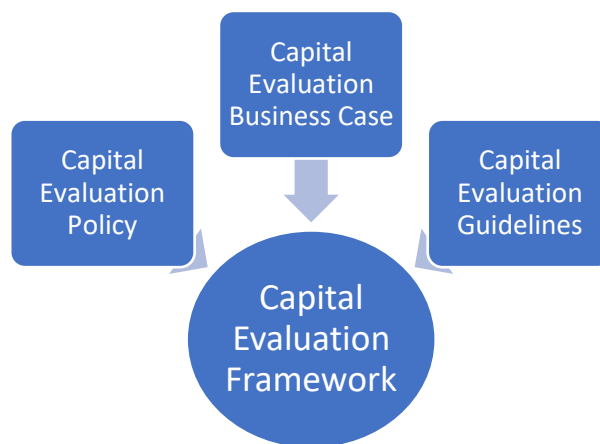 Capital
Evaluation
Business Case
Capital
Evaluation
Policy
Capital
Evaluation
Guidelines
Capital
Evaluation
Framework